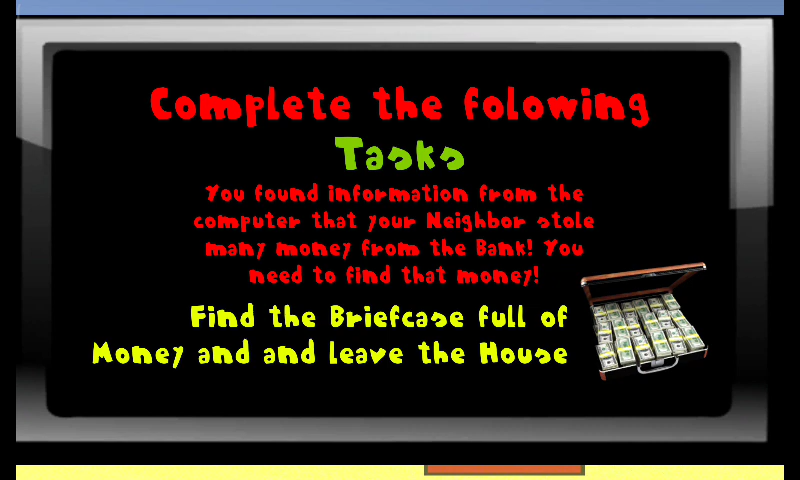 Complete the folowing
Tasks
You found information from the
computer that your Neighbor stole
many money from the Bank! You
need to find that money!
Find the Briefcase full of
Money and and leave the House